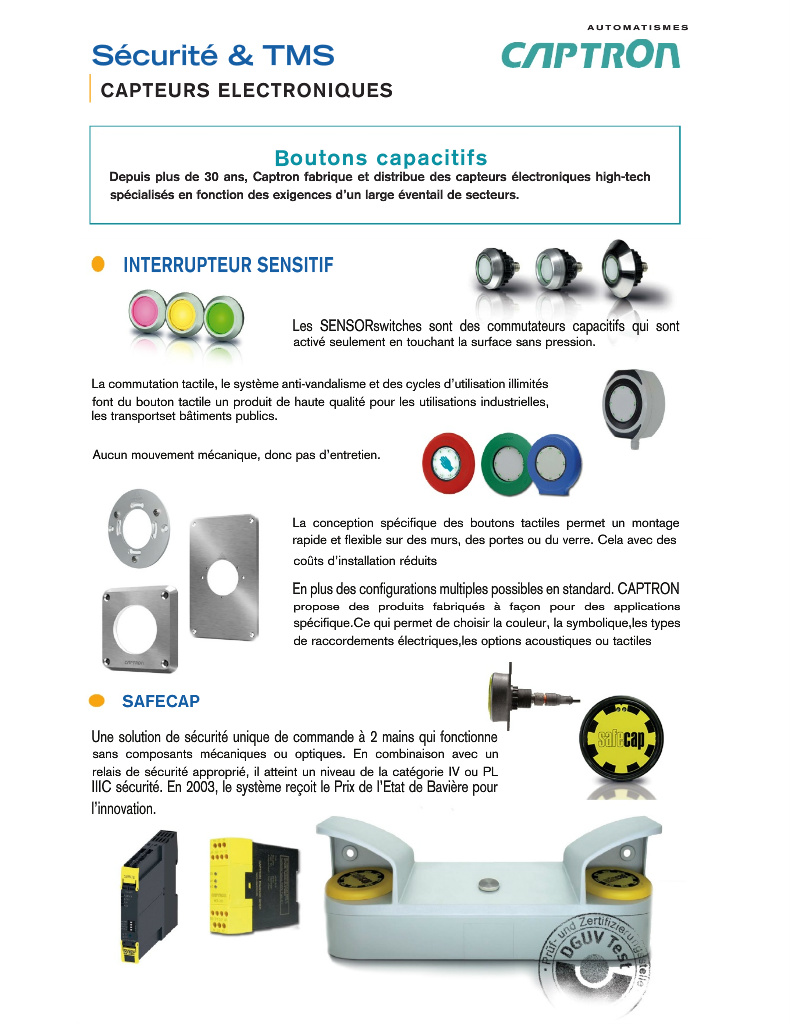 AUTOMATISMES
Sécurité & TMS
CAPTRON
CAPTEURS ELECTRONIQUES
Boutons capacitifs
Depuis plus de 30 ans, Captron fabrique et distribue des capteurs électroniques high-tech
spécialisés en fonction des exigences d'un large éventail de secteurs.
INTERRUPTEUR SENSITIF
Les SENSORswitches sont des commutateurs capacitifs qui sont
activé seulement en touchant la surface sans pression.
La commutation tactile, le système anti-vandalisme et des cycles d'utilisation illimités
font du bouton tactile un produit de haute qualité pour les utilisations industrielles,
les transportset bâtiments publics.
Aucun mouvement mécanique, donc pas d'entretien.
La conception spécifique des boutons tactiles permet un montage
rapide et flexible sur des murs, des portes ou du verre. Cela avec des
coûts d'installation réduits
En plus des configurations multiples possibles en standard. CAPTRON
propose des produits fabriqués à façon pour des applications
spécifique.Ce qui permet de choisir la couleur, la symbolique,les types
de raccordements électriques,les options acoustiques ou tactiles
SAFECAP
Une solution de sécurité unique de commande à 2 mains qui fonctionne
sans composants mécaniques ou optiques. En combinaison avec un
relais de sécurité approprié, il atteint un niveau de la catégorie IV ou PL
IIIC sécurité. En 2003, le système reçoit le Prix de l'Etat de Bavière pour
l'innovation.
safecap
CAPTRON
Prüf- und Zertifizierungsstelle
DGUV Test